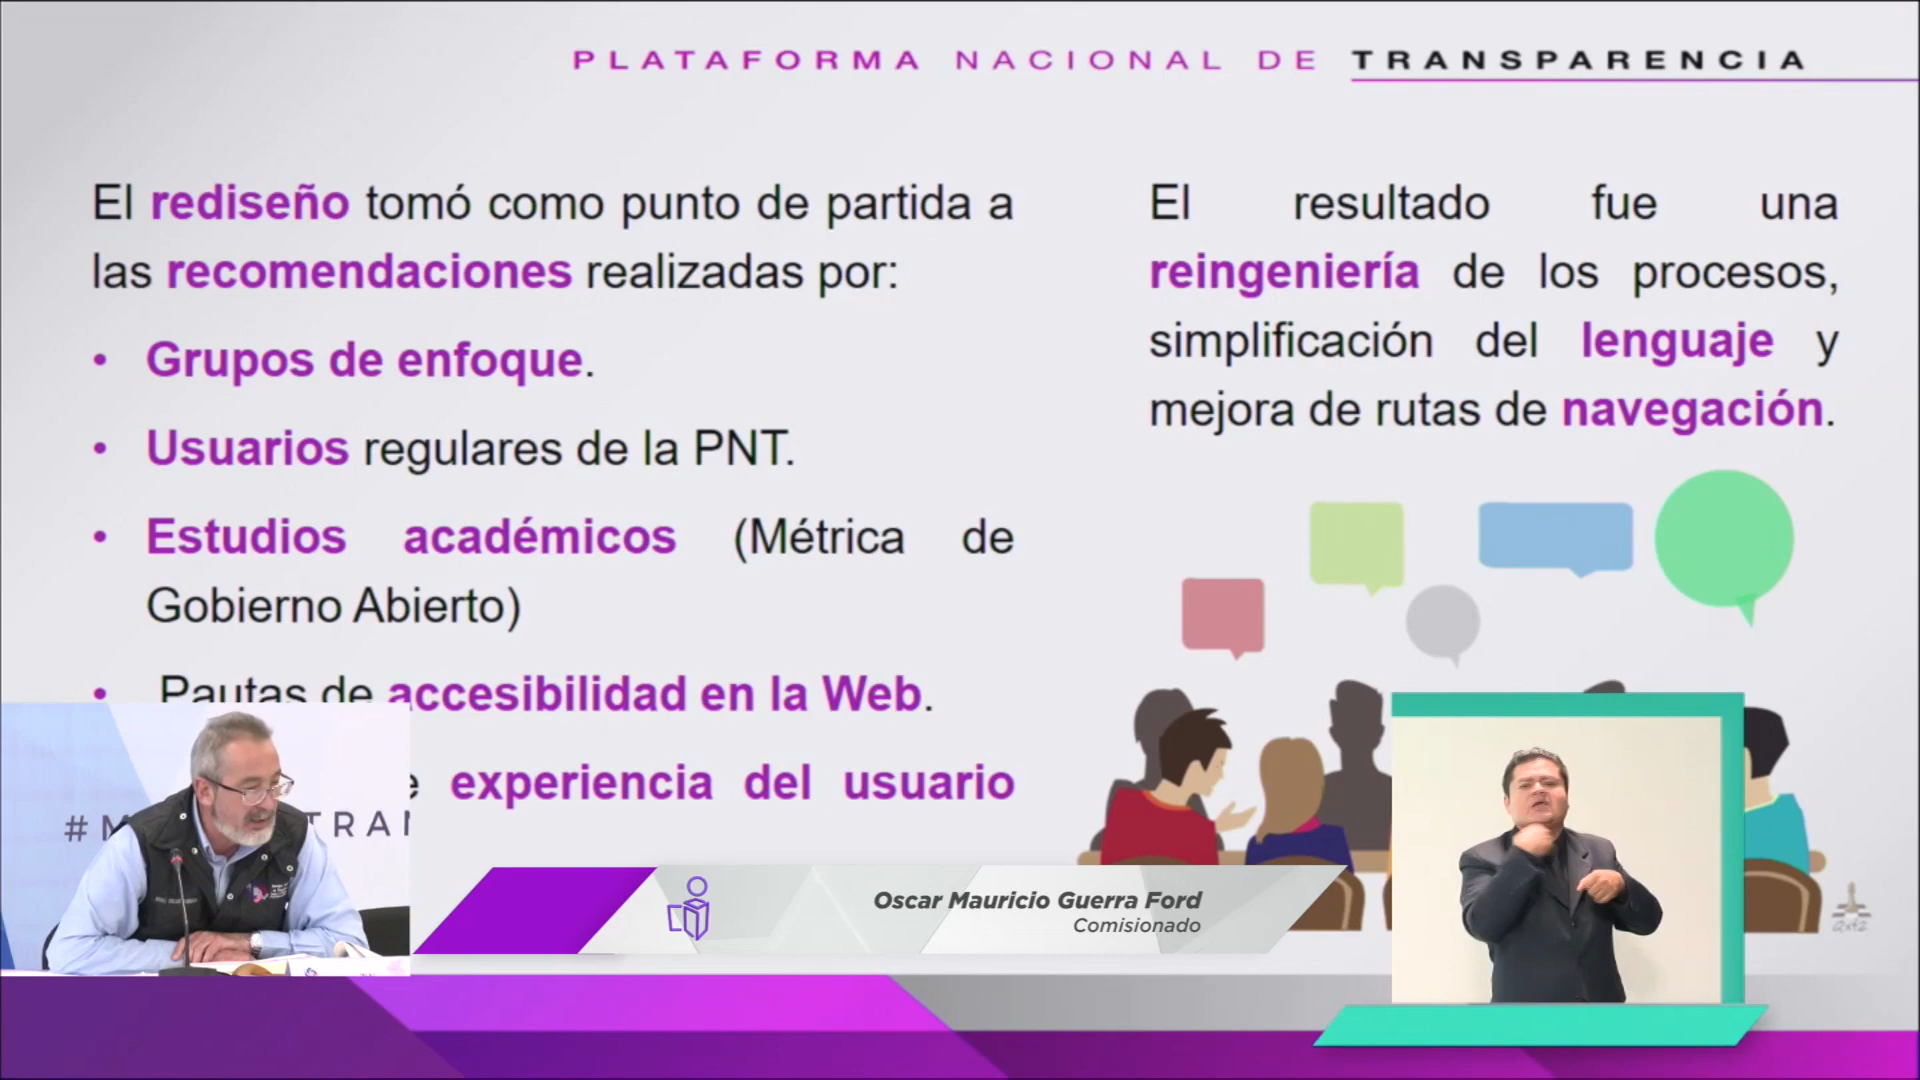 PLATAFORMA NACIONAL DE TRANSPARENCIA
El rediseño tomó como punto de partida a
las recomendaciones realizadas por:
• Grupos de enfoque.
• Usuarios regulares de la PNT.
• Estudios académicos (Métrica de
Gobierno Abierto)
• Pautas de accesibilidad en la Web.
experiencia del usuario
El resultado fue una
reingeniería de los procesos,
simplificación del lenguaje y
mejora de rutas de navegación.
Oscar Mauricio Guerra Ford
Comisionado